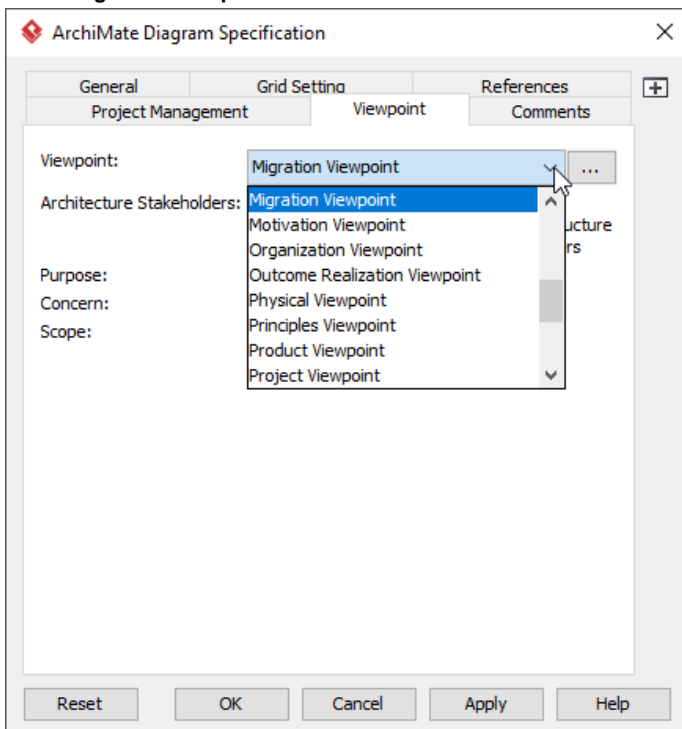 ArchiMate Diagram Specification
General Grid Setting References
Project Management Viewpoint Comments
Viewpoint: Migration Viewpoint ...
Architecture Stakeholders: Migration Viewpoint
Motivation Viewpoint
Organization Viewpoint
Purpose: Outcome Realization Viewpoint
Concern: Physical Viewpoint
Scope: Principles Viewpoint
Product Viewpoint
Project Viewpoint
Reset OK Cancel Apply Help